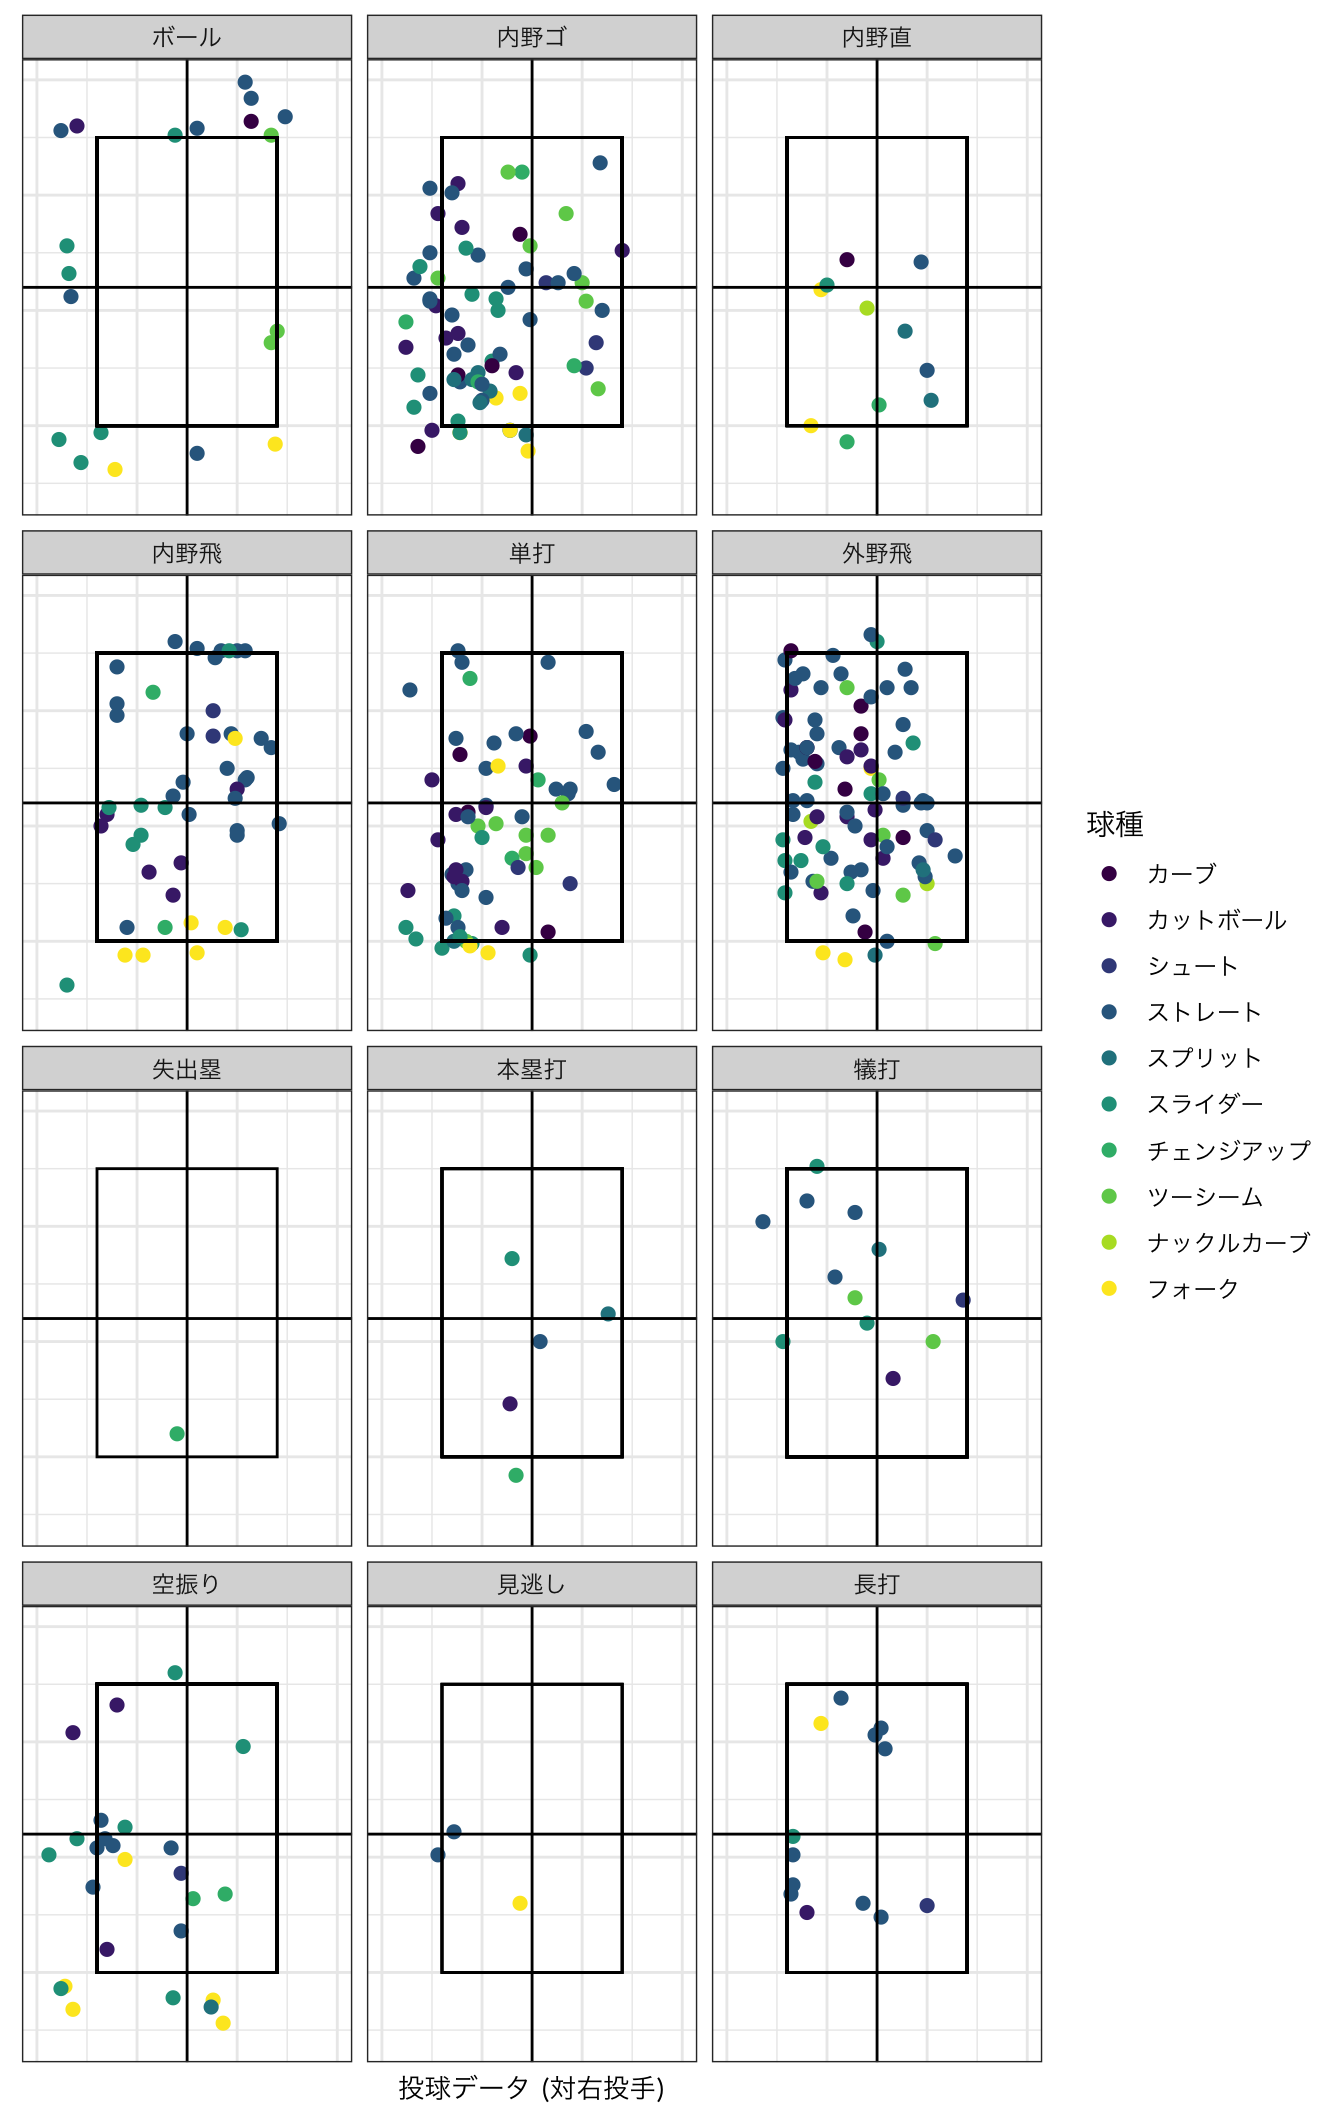 ボール
内野ゴ
内野直
内野飛
単打
外野飛
失出塁
本塁打
犠打
空振り
見逃し
長打
球種
カーブ
カットボール
シュート
ストレート
スプリット
スライダー
チェンジアップ
ツーシーム
ナックルカーブ
フォーク
投球データ (対右投手)